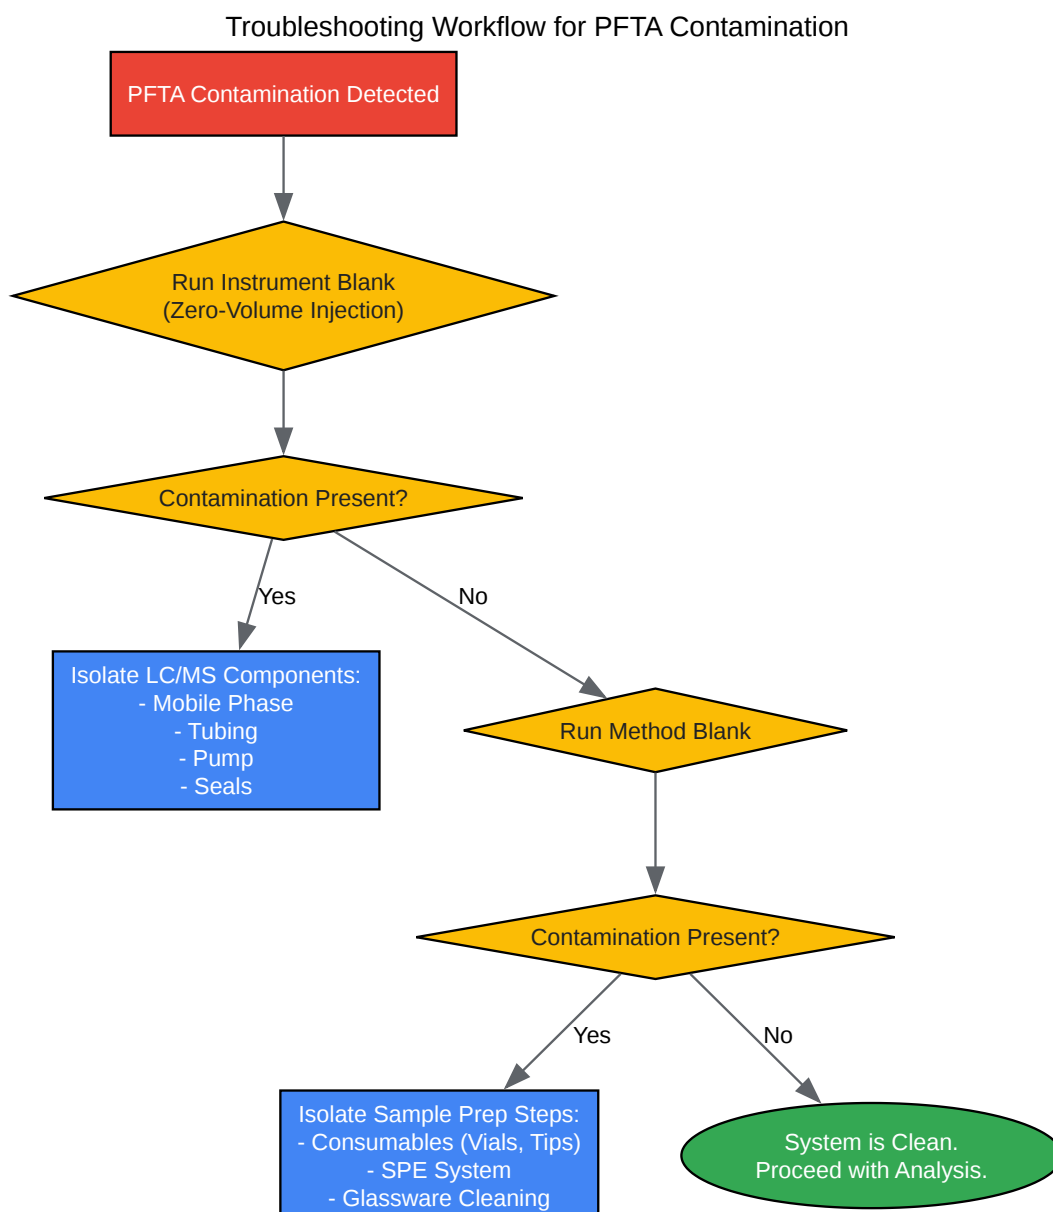 Troubleshooting Workflow for PFTA Contamination
PFTA Contamination Detected
Run Instrument Blank
(Zero-Volume Injection)
Contamination Present?
Yes
No
Isolate LC/MS Components:
- Mobile Phase
- Tubing
- Pump
- Seals
Run Method Blank
Contamination Present?
Yes
No
Isolate Sample Prep Steps:
- Consumables (Vials, Tips)
- SPE System
- Glassware Cleaning
System is Clean.
Proceed with Analysis.